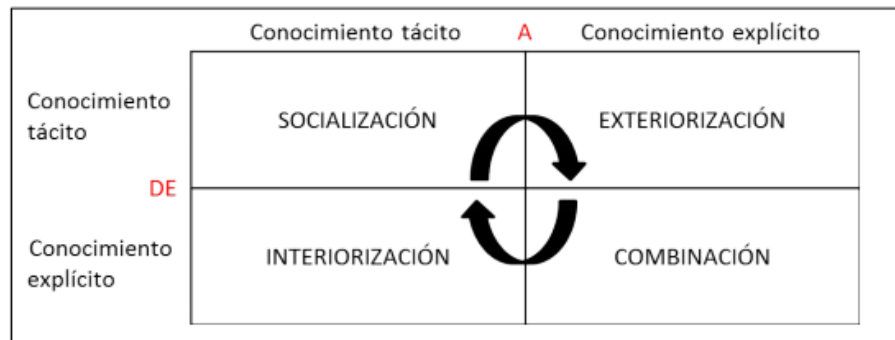 Conocimiento tácito A Conocimiento explícito
Conocimiento
tácito
SOCIALIZACIÓN EXTERIORIZACIÓN
DE
Conocimiento
explícito
INTERIORIZACIÓN COMBINACIÓN